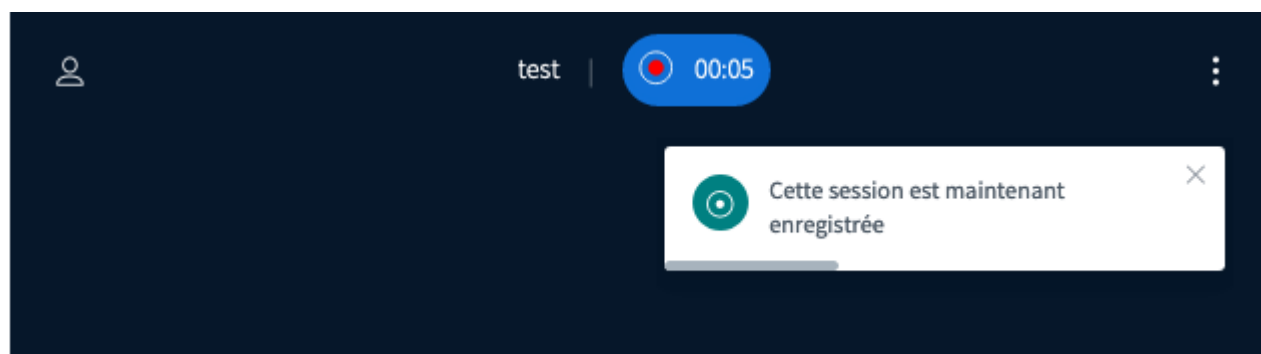 test | 00:05
Cette session est maintenant
enregistrée